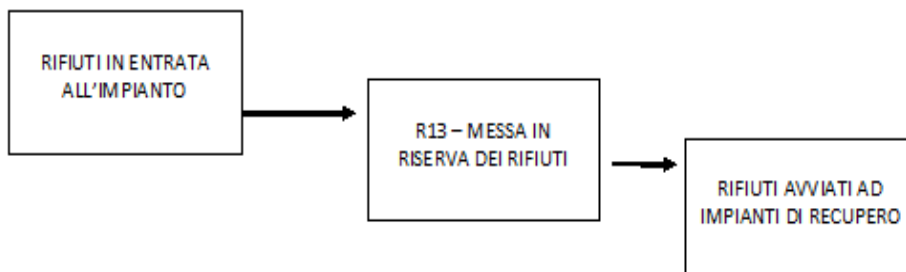 RIFIUTI IN ENTRATA
ALL'IMPIANTO
R13 – MESSA IN
RISERVA DEI RIFIUTI
RIFIUTI AVVIATI AD
IMPIANTI DI RECUPERO